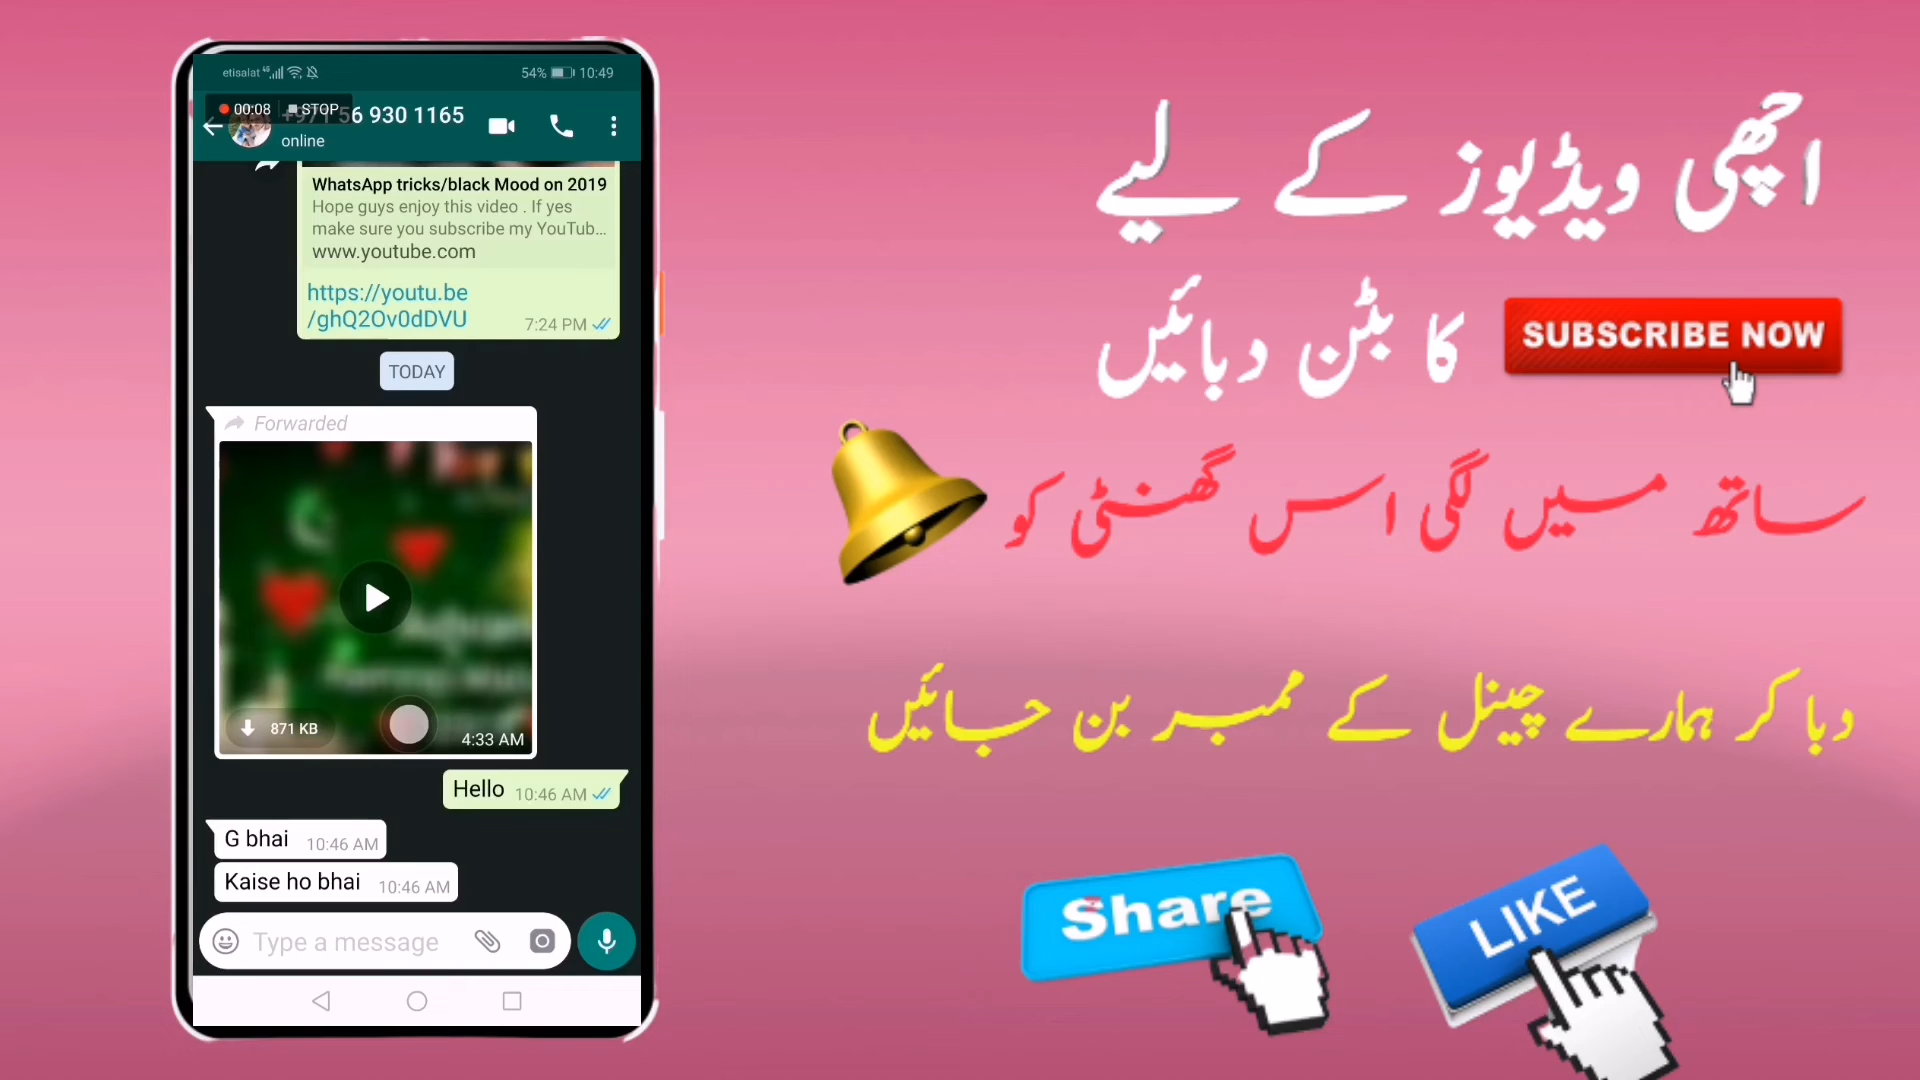 etisalat 4G 54% 10:49
00:08 STOP
+971 56 930 1165
online
WhatsApp tricks/black Mood on 2019
Hope guys enjoy this video . If yes
make sure you subscribe my YouTub...
www.youtube.com
https://youtu.be
/ghQ2Ov0dDVU
7:24 PM
TODAY
Forwarded
871 KB
4:33 AM
Hello 10:46 AM
G bhai 10:46 AM
Kaise ho bhai 10:46 AM
Type a message
اچھی ویڈیوز کے لیے
SUBSCRIBE NOW کا بٹن دبائیں
ساتھ میں لگی اس گھنٹی کو
دبا کر ہمارے چینل کے ممبر بن جائیں
Share
LIKE